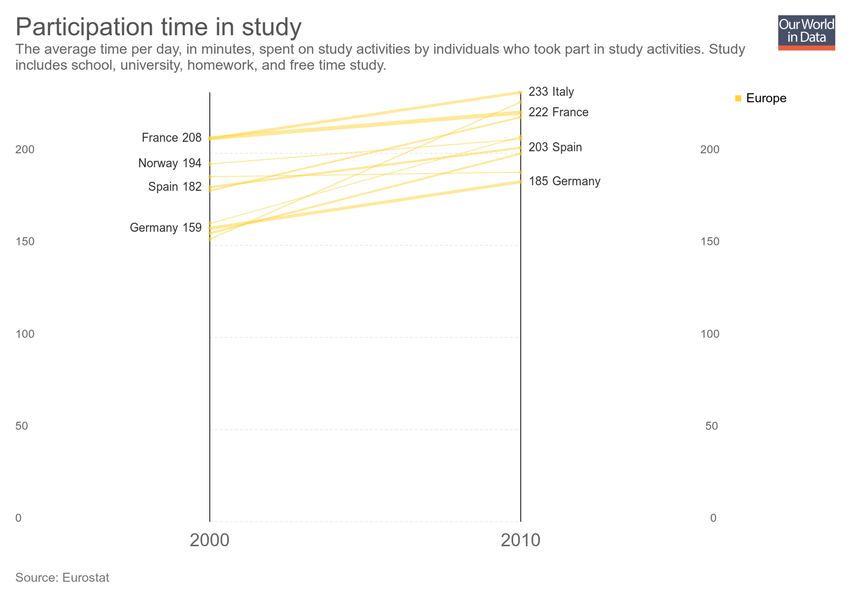 Participation time in study
Our World
in Data
The average time per day, in minutes, spent on study activities by individuals who took part in study activities. Study
includes school, university, homework, and free time study.
233 Italy
Europe
222 France
France 208
200
203 Spain
200
Norway 194
Spain 182
185 Germany
Germany 159
150
150
100
100
50
50
0
0
2000
2010
Source: Eurostat